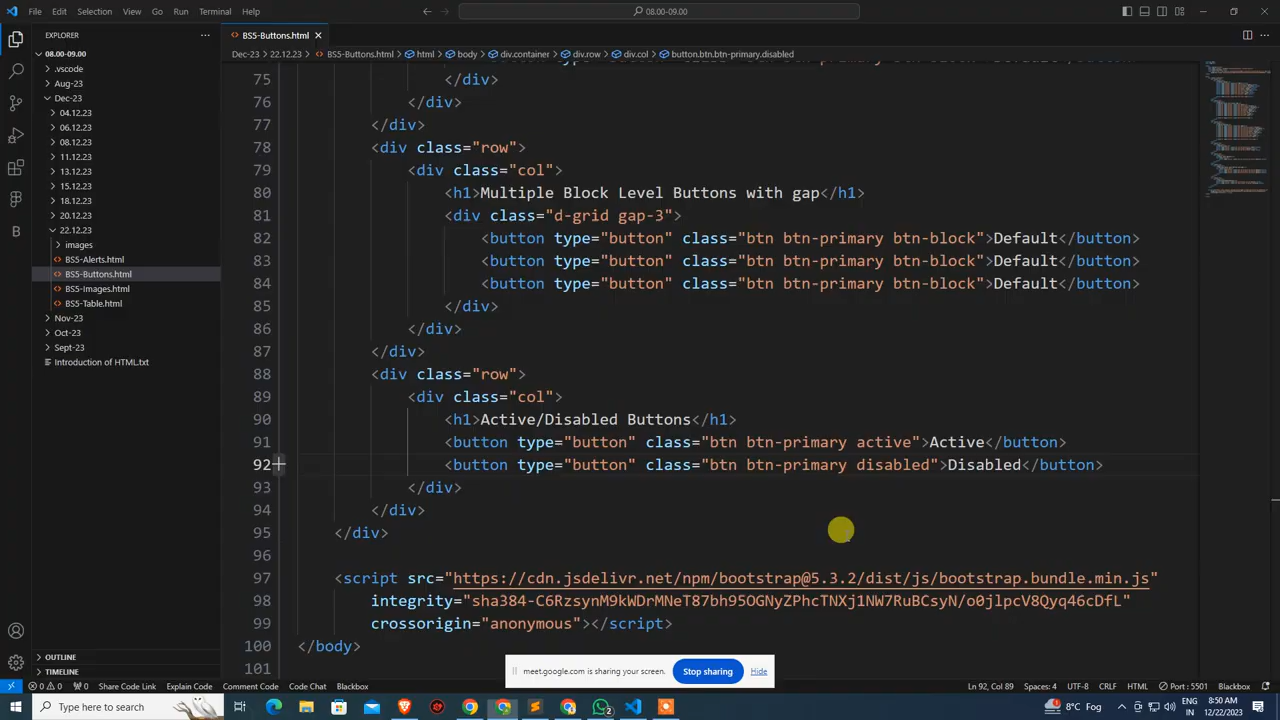 File Edit Selection View Go Run Terminal Help
08.00-09.00
EXPLORER
BS5-Buttons.html
08.00-09.00
Dec-23 > 22.12.23 > BS5-Buttons.html > html > body > div.container > div.row > div.col > button.btn.btn-primary.disabled
.vscode
Aug-23
Dec-23
04.12.23
06.12.23
08.12.23
11.12.23
13.12.23
15.12.23
18.12.23
20.12.23
22.12.23
images
BS5-Alerts.html
BS5-Buttons.html
BS5-Images.html
BS5-Table.html
Nov-23
Oct-23
Sept-23
Introduction of HTML.txt
OUTLINE
TIMELINE
75 </div>
76 </div>
77 </div>
78 <div class="row">
79 <div class="col">
80 <h1>Multiple Block Level Buttons with gap</h1>
81 <div class="d-grid gap-3">
82 <button type="button" class="btn btn-primary btn-block">Default</button>
83 <button type="button" class="btn btn-primary btn-block">Default</button>
84 <button type="button" class="btn btn-primary btn-block">Default</button>
85 </div>
86 </div>
87 </div>
88 <div class="row">
89 <div class="col">
90 <h1>Active/Disabled Buttons</h1>
91 <button type="button" class="btn btn-primary active">Active</button>
92 <button type="button" class="btn btn-primary disabled">Disabled</button>
93 </div>
94 </div>
95 </div>
96
97 <script src="https://cdn.jsdelivr.net/npm/bootstrap@5.3.2/dist/js/bootstrap.bundle.min.js"
98 integrity="sha384-C6RzsynM9kWDrMNeT87bh95OGNyZPhcTNXj1NW7RuBCsyN/o0jlpcV8Qyq46cDfL"
99 crossorigin="anonymous"></script>
100 </body>
101
meet.google.com is sharing your screen. Stop sharing Hide
0 0 0 Share Code Link Explain Code Comment Code Code Chat Blackbox
Ln 92, Col 89 Spaces: 4 UTF-8 CRLF HTML Port : 5501 Blackbox
Type here to search
2
8°C Fog
ENG
IN
8:50 AM
12/22/2023